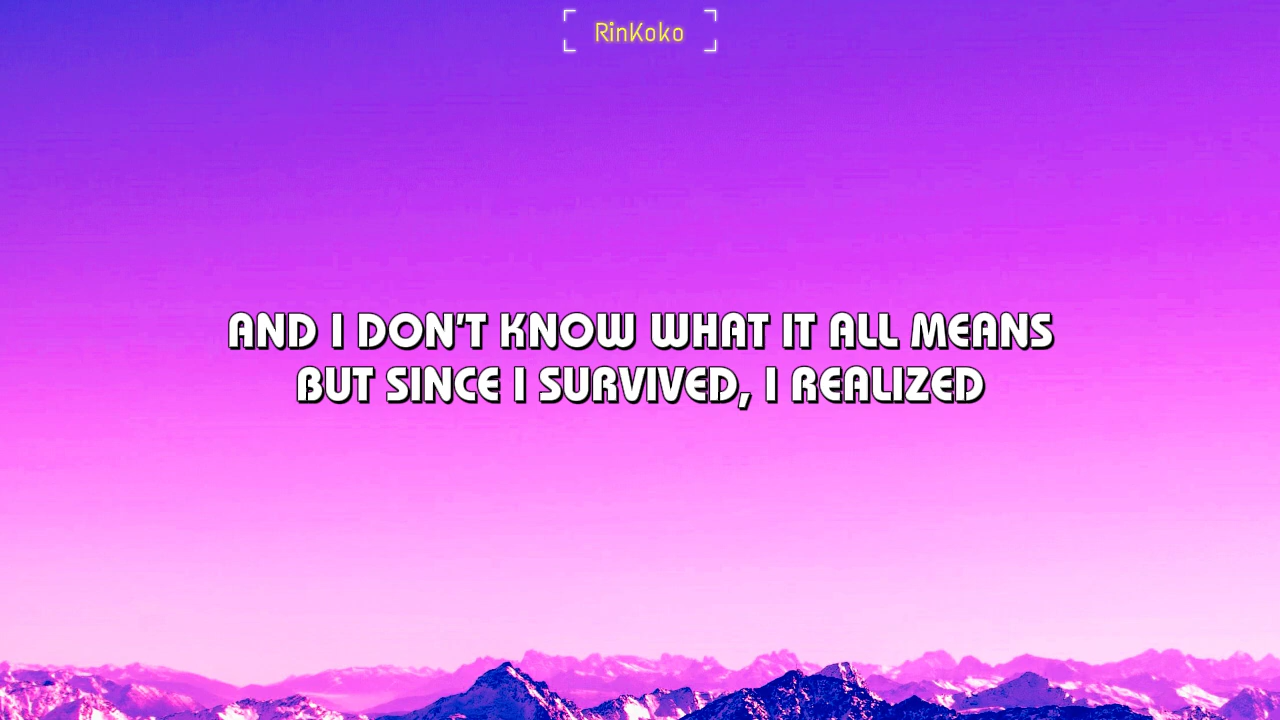 RinKoko
AND I DON'T KNOW WHAT IT ALL MEANS
BUT SINCE I SURVIVED, I REALIZED